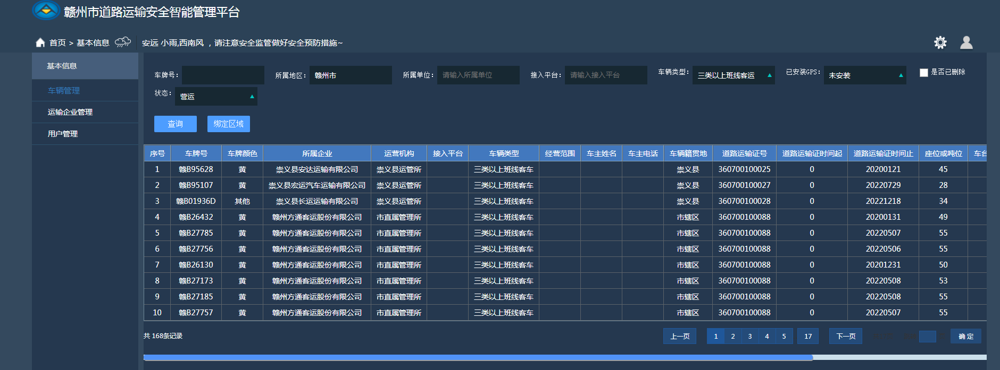 赣州市道路运输安全智能管理平台
首页 > 基本信息 安远 小雨,西南风 ，请注意安全监管做好安全预防措施~
基本信息
车辆管理
运输企业管理
用户管理
车牌号： 所属地区： 赣州市 所属单位： 请输入所属单位 接入平台： 请输入接入平台 车辆类型： 三类以上班线客运 已安装GPS： 未安装 是否已删除
状态： 营运
查询 绑定区域
序号 车牌号 车牌颜色 所属企业 运营机构 接入平台 车辆类型 经营范围 车主姓名 车主电话 车辆籍贯地 道路运输证号 道路运输证时间起 道路运输证时间止 座位或吨位 车台
1 赣B95628 黄 崇义县安达运输有限公司 崇义县运管所 三类以上班线客车 崇义县 360700100025 0 20200121 45
2 赣B95107 黄 崇义县宏运汽车运输有限公司 崇义县运管所 三类以上班线客车 崇义县 360700100027 0 20220729 28
3 赣B01936D 其他 崇义县长运运输有限公司 崇义县运管所 三类以上班线客车 崇义县 360700100028 0 20221218 34
4 赣B26432 黄 赣州方通客运股份有限公司 市直属管理所 三类以上班线客车 市辖区 360700100088 0 20200131 49
5 赣B27785 黄 赣州方通客运股份有限公司 市直属管理所 三类以上班线客车 市辖区 360700100088 0 20220507 55
6 赣B27756 黄 赣州方通客运股份有限公司 市直属管理所 三类以上班线客车 市辖区 360700100088 0 20220506 55
7 赣B26130 黄 赣州方通客运股份有限公司 市直属管理所 三类以上班线客车 市辖区 360700100088 0 20201231 50
8 赣B27173 黄 赣州方通客运股份有限公司 市直属管理所 三类以上班线客车 市辖区 360700100088 0 20220508 53
9 赣B27185 黄 赣州方通客运股份有限公司 市直属管理所 三类以上班线客车 市辖区 360700100088 0 20220508 55
10 赣B27757 黄 赣州方通客运股份有限公司 市直属管理所 三类以上班线客车 市辖区 360700100088 0 20220507 55
共 168条记录 上一页 1 2 3 4 5 17 下一页 确 定